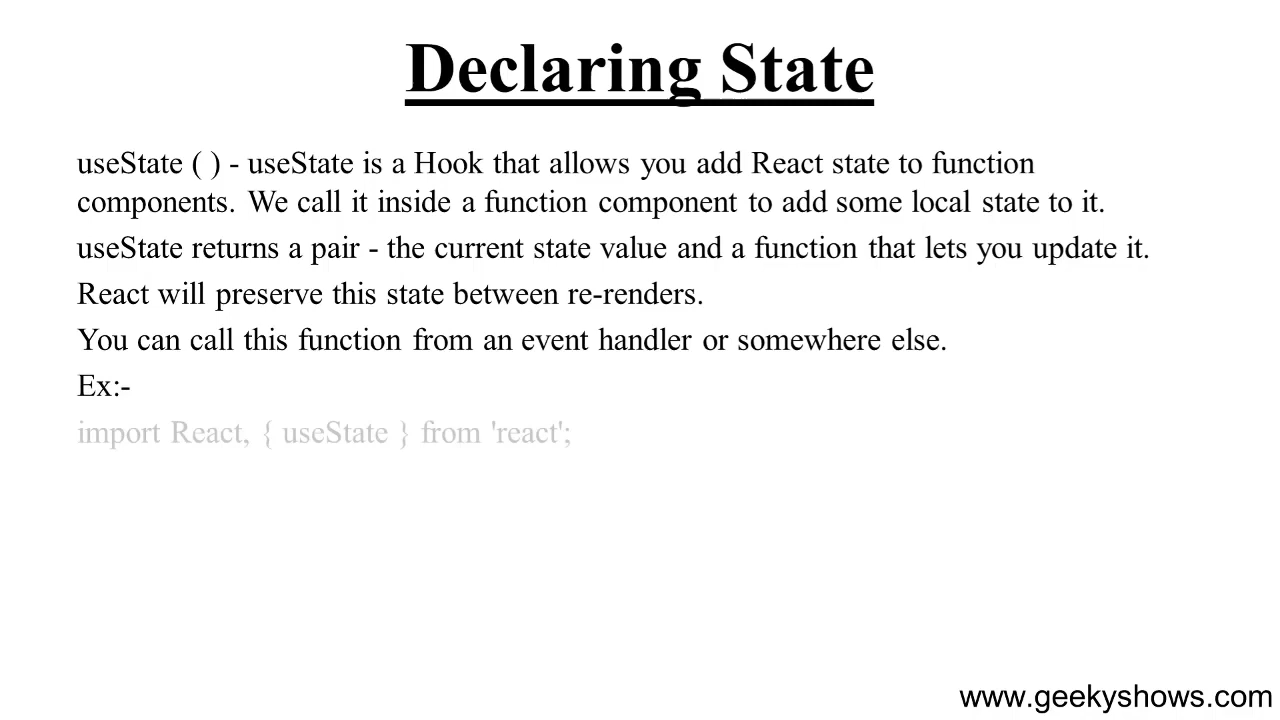 Declaring State
useState ( ) - useState is a Hook that allows you add React state to function
components. We call it inside a function component to add some local state to it.
useState returns a pair - the current state value and a function that lets you update it.
React will preserve this state between re-renders.
You can call this function from an event handler or somewhere else.
Ex:-
import React, { useState } from 'react';
www.geekyshows.com